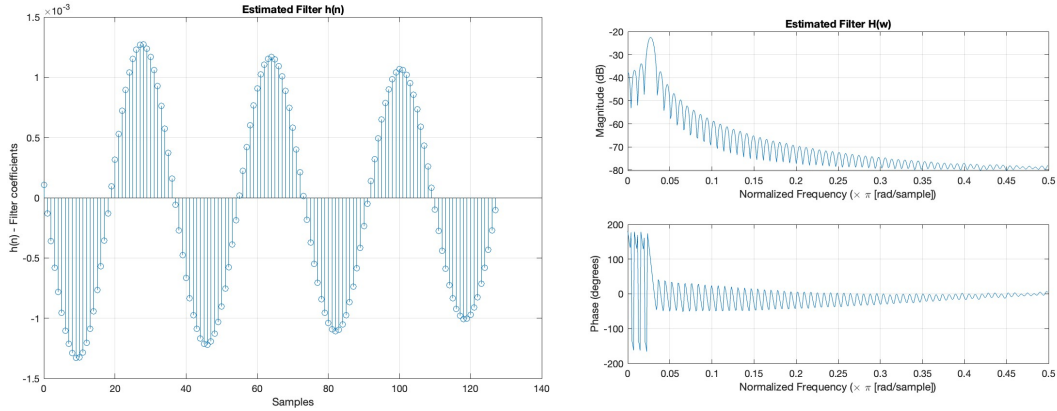 Estimated Filter h(n)
×10⁻³
1.5
1
0.5
0
-0.5
-1
-1.5
h(n) - Filter coefficients
0 20 40 60 80 100 120 140
Samples
Estimated Filter H(w)
-20
-30
-40
-50
-60
-70
-80
Magnitude (dB)
0 0.05 0.1 0.15 0.2 0.25 0.3 0.35 0.4 0.45 0.5
Normalized Frequency (× π [rad/sample])
200
100
0
-100
-200
Phase (degrees)
0 0.05 0.1 0.15 0.2 0.25 0.3 0.35 0.4 0.45 0.5
Normalized Frequency (× π [rad/sample])